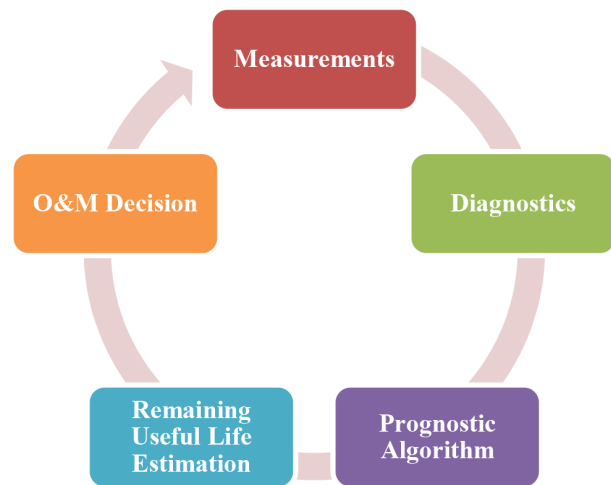 Measurements
Diagnostics
Prognostic
Algorithm
Remaining
Useful Life
Estimation
O&M Decision